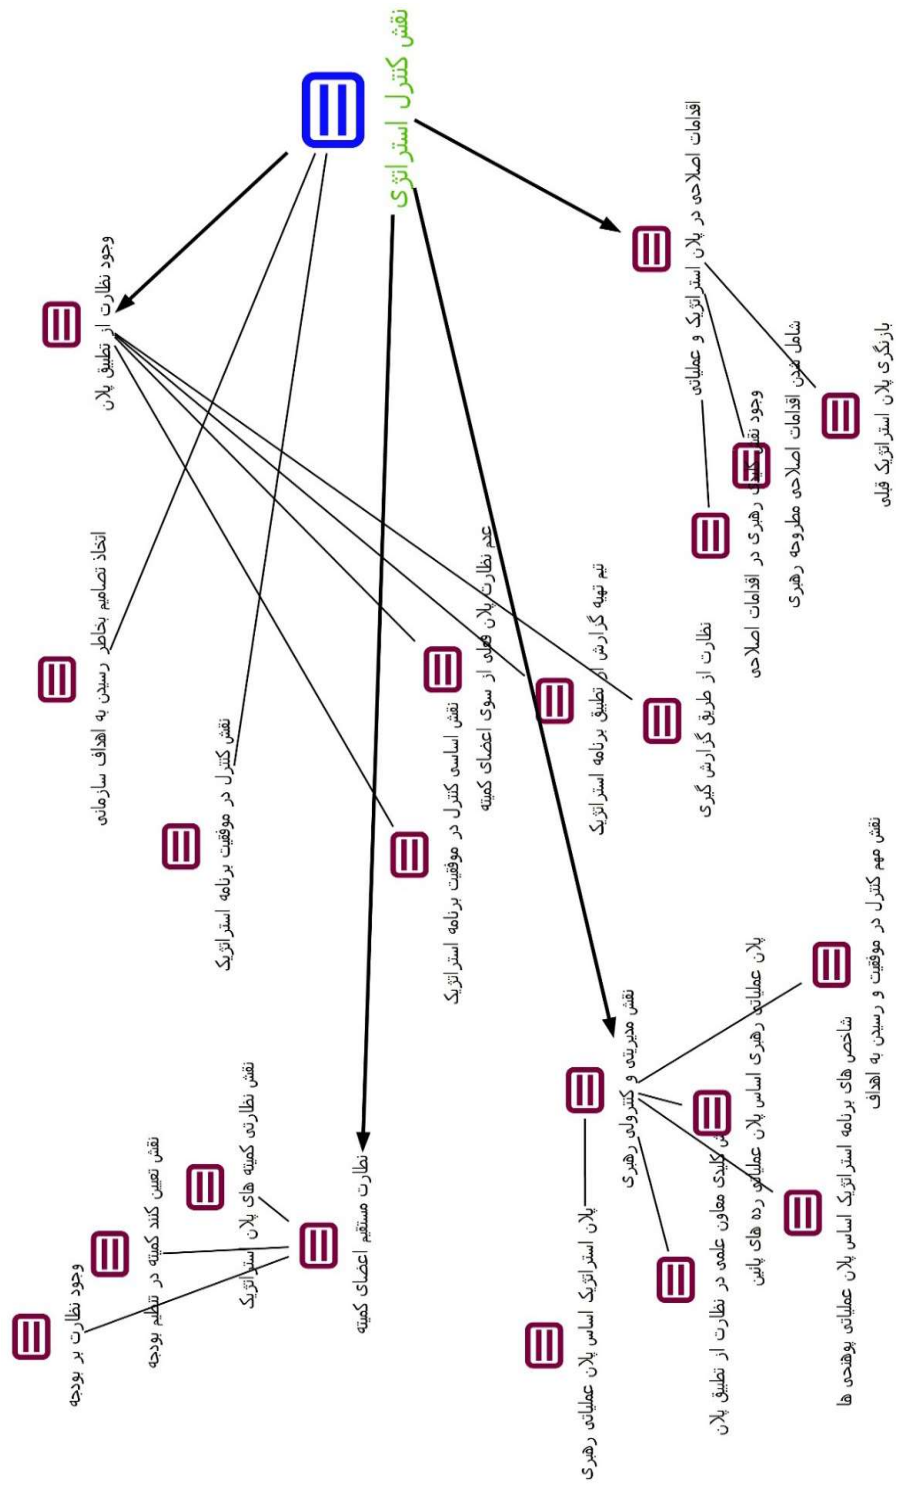 نقش کنترل استراتژی
وجود نظارت از تطبیق پلان
اتخاذ تصامیم بخاطر رسیدن به اهداف سازمانی
نقش کنترل در موفقیت برنامه استراتژیک
نقش اساسی کنترل در موفقیت برنامه استراتژیک
عدم نظارت پلان فعلی از سوی اعضای کمیته
تیم تهیه گزارش از تطبیق برنامه استراتژیک
نظارت از طریق گزارش گیری
اقدامات اصلاحی در پلان استراتژیک و عملیاتی
وجود نقش کلیدی رهبری در اقدامات اصلاحی
شامل شدن اقدامات اصلاحی مطروحه رهبری
بازنگری پلان استراتژیک قبلی
نظارت مستقیم اعضای کمیته
نقش نظارتی کمیته های پلان استراتژیک
نقش تعیین کنند کمیته در تنظیم بودجه
وجود نظارت بر بودجه
نقش مدیریتی و کنترولی رهبری
پلان استراتژیک اساس پلان عملیاتی رهبری
کلیدی معاون علمی در نظارت از تطبیق پلان
پلان عملیاتی رهبری اساس پلان عملیاتی رده های پائین
شاخص های برنامه استراتژیک اساس پلان عملیاتی پوهنحی ها
نقش مهم کنترل در موفقیت و رسیدن به اهداف